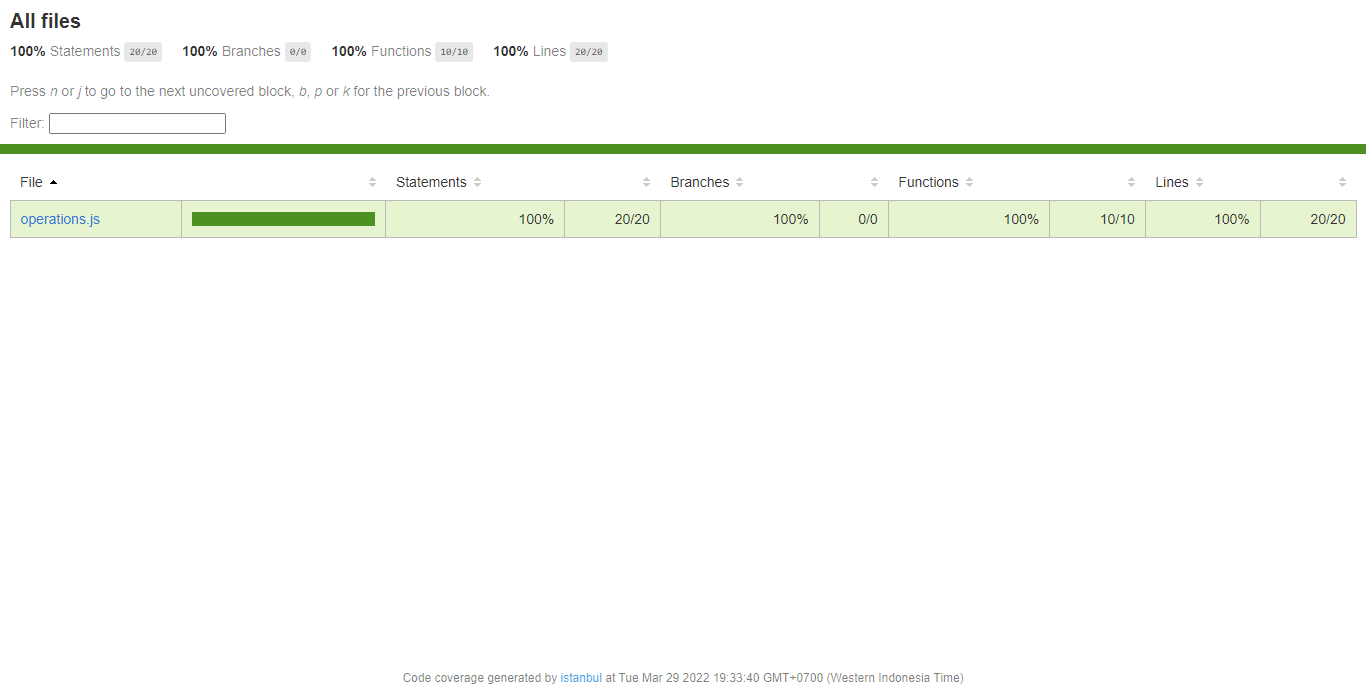 All files
100% Statements 20/20 100% Branches 0/0 100% Functions 10/10 100% Lines 20/20
Press n or j to go to the next uncovered block, b, p or k for the previous block.
Filter:
File Statements Branches Functions Lines
operations.js 100% 20/20 100% 0/0 100% 10/10 100% 20/20
Code coverage generated by istanbul at Tue Mar 29 2022 19:33:40 GMT+0700 (Western Indonesia Time)